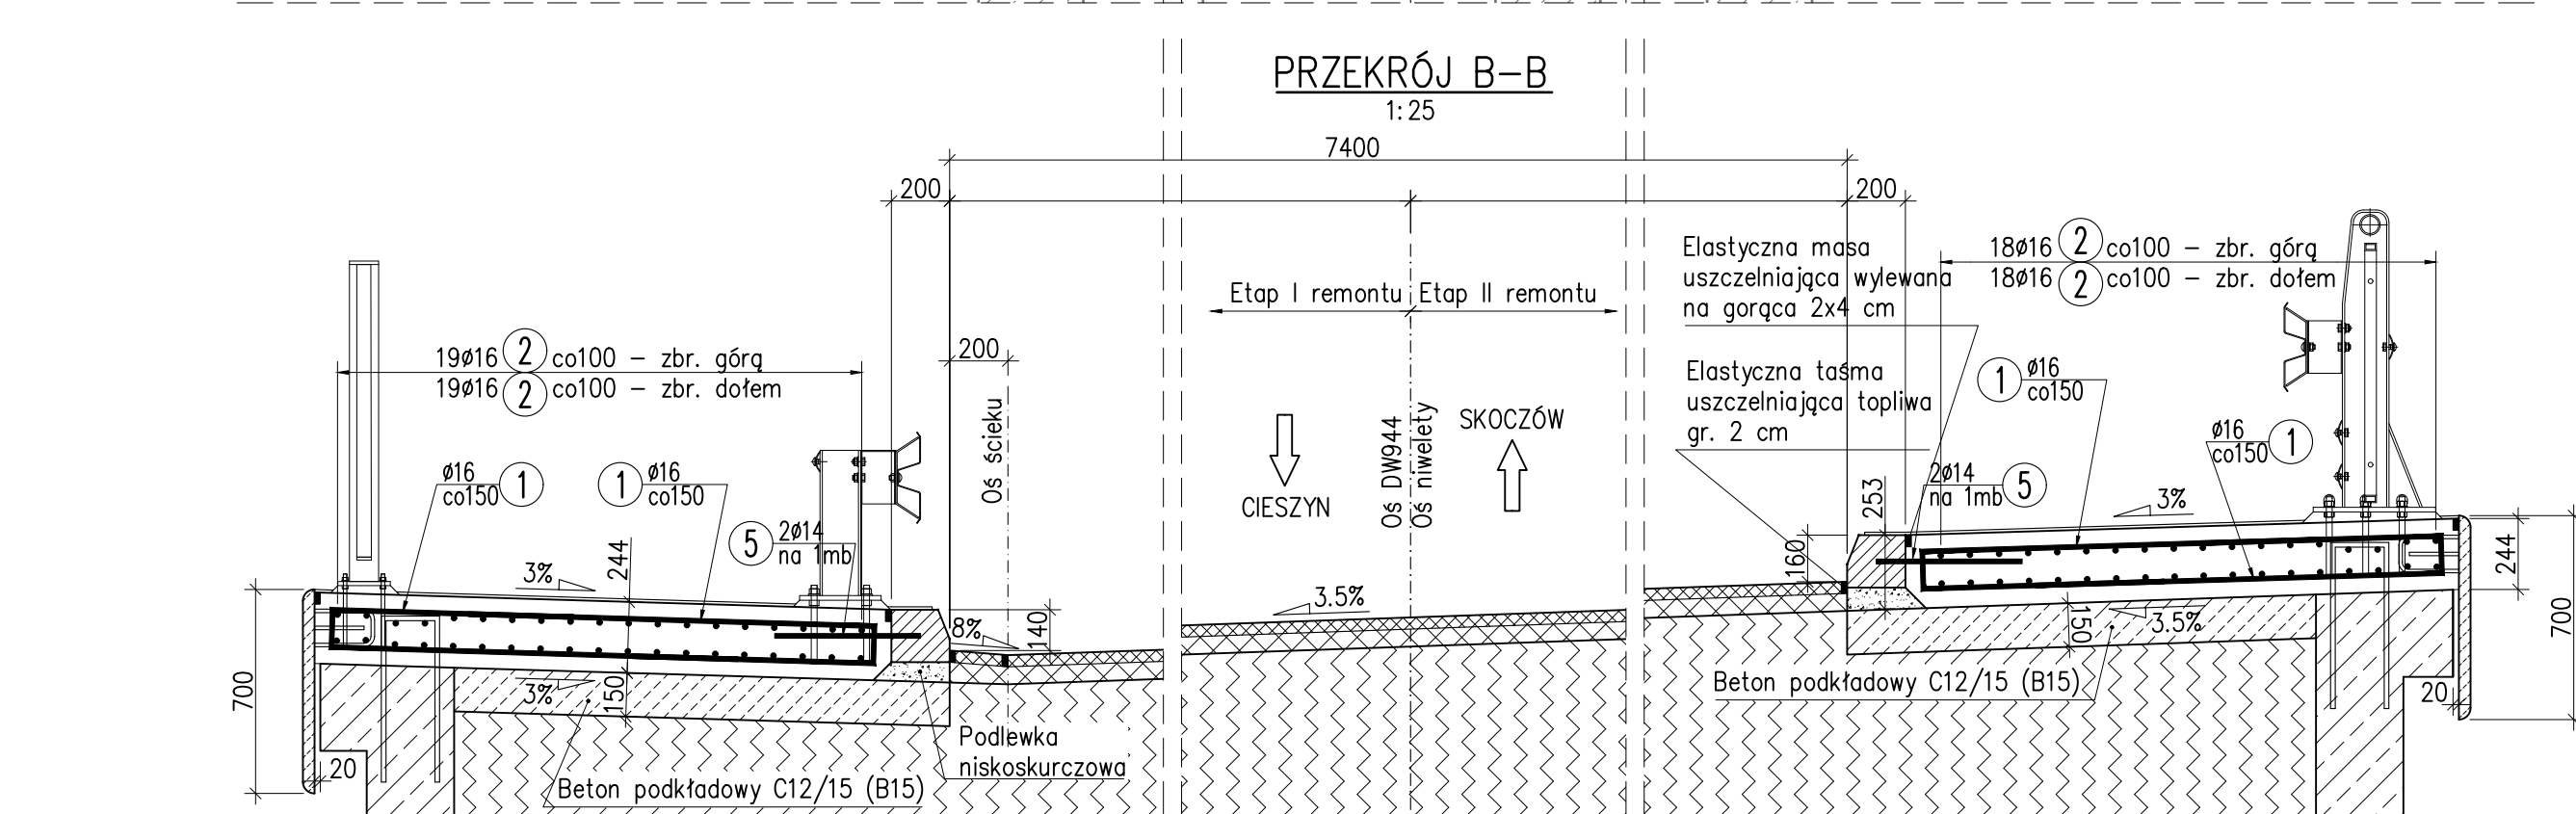 PRZEKRÓJ B–B
1:25
7400
200
200
Elastyczna masa
uszczelniająca wylewana
na gorąca 2x4 cm
18ø16 2 co100 – zbr. górą
18ø16 2 co100 – zbr. dołem
Etap I remontu
Etap II remontu
19ø16 2 co100 – zbr. górą
19ø16 2 co100 – zbr. dołem
200
Elastyczna taśma
uszczelniająca topliwa
gr. 2 cm
1 ø16
co150
Oś ścieku
CIESZYN
Oś DW944
Oś niwelety
SKOCZÓW
ø16
co150 1
1 ø16
co150
ø16
co150 1
5 2ø14
na 1mb
2ø14
na 1mb 5
253
3%
3%
244
160
244
8%
140
3.5%
150
3.5%
700
700
3%
150
Beton podkładowy C12/15 (B15)
20
Podlewka
niskoskurczowa
20
Beton podkładowy C12/15 (B15)